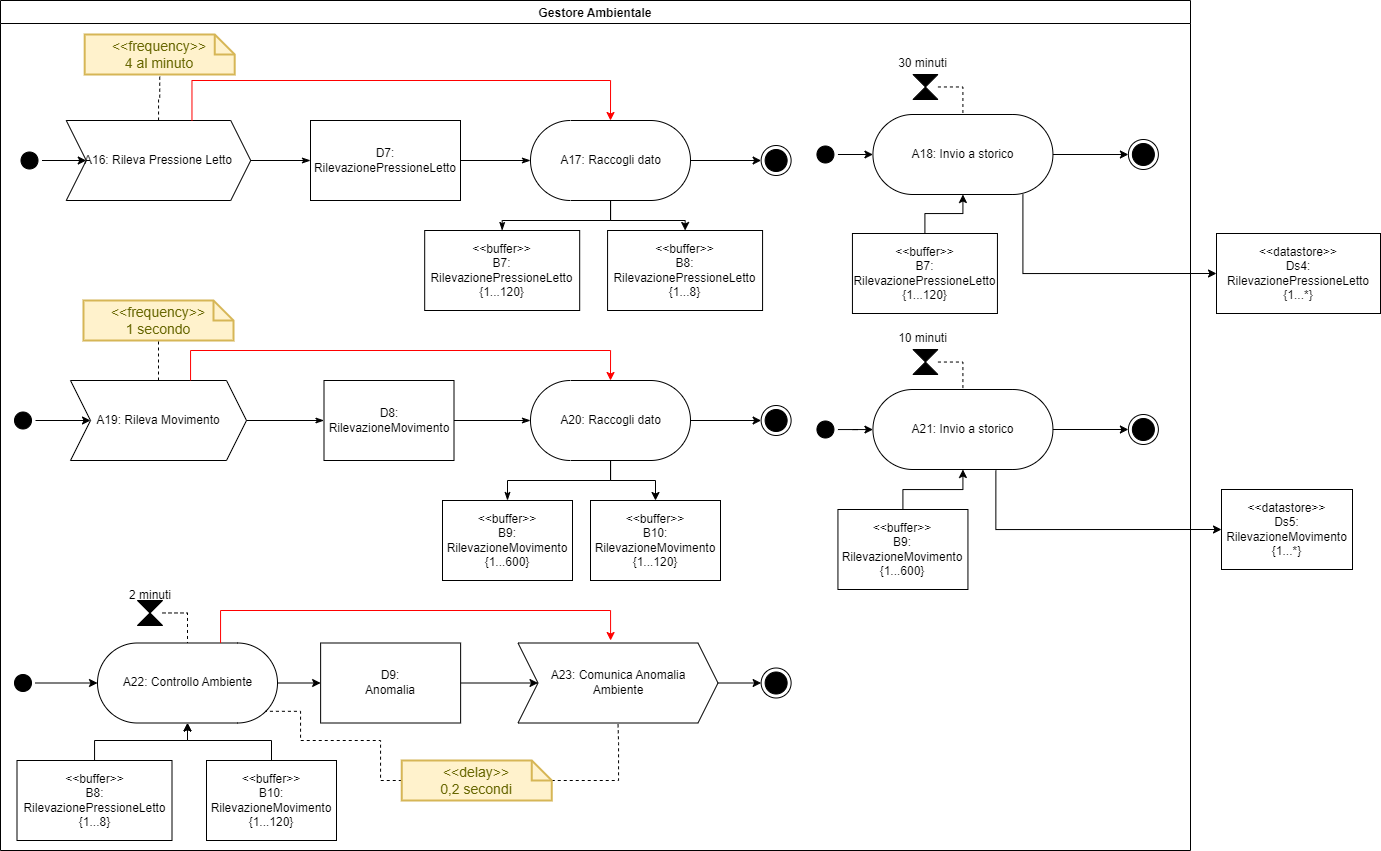 Gestore Ambientale
<<frequency>>
4 al minuto
A16: Rileva Pressione Letto
D7:
RilevazionePressioneLetto
A17: Raccogli dato
<<buffer>>
B7:
RilevazionePressioneLetto
{1...120}
<<buffer>>
B8:
RilevazionePressioneLetto
{1...8}
30 minuti
A18: Invio a storico
<<buffer>>
B7:
RilevazionePressioneLetto
{1...120}
<<datastore>>
Ds4:
RilevazionePressioneLetto
{1...*}
<<frequency>>
1 secondo
A19: Rileva Movimento
D8:
RilevazioneMovimento
A20: Raccogli dato
<<buffer>>
B9:
RilevazioneMovimento
{1...600}
<<buffer>>
B10:
RilevazioneMovimento
{1...120}
10 minuti
A21: Invio a storico
<<buffer>>
B9:
RilevazioneMovimento
{1...600}
<<datastore>>
Ds5:
RilevazioneMovimento
{1...*}
2 minuti
A22: Controllo Ambiente
D9:
Anomalia
A23: Comunica Anomalia
Ambiente
<<buffer>>
B8:
RilevazionePressioneLetto
{1...8}
<<buffer>>
B10:
RilevazioneMovimento
{1...120}
<<delay>>
0,2 secondi